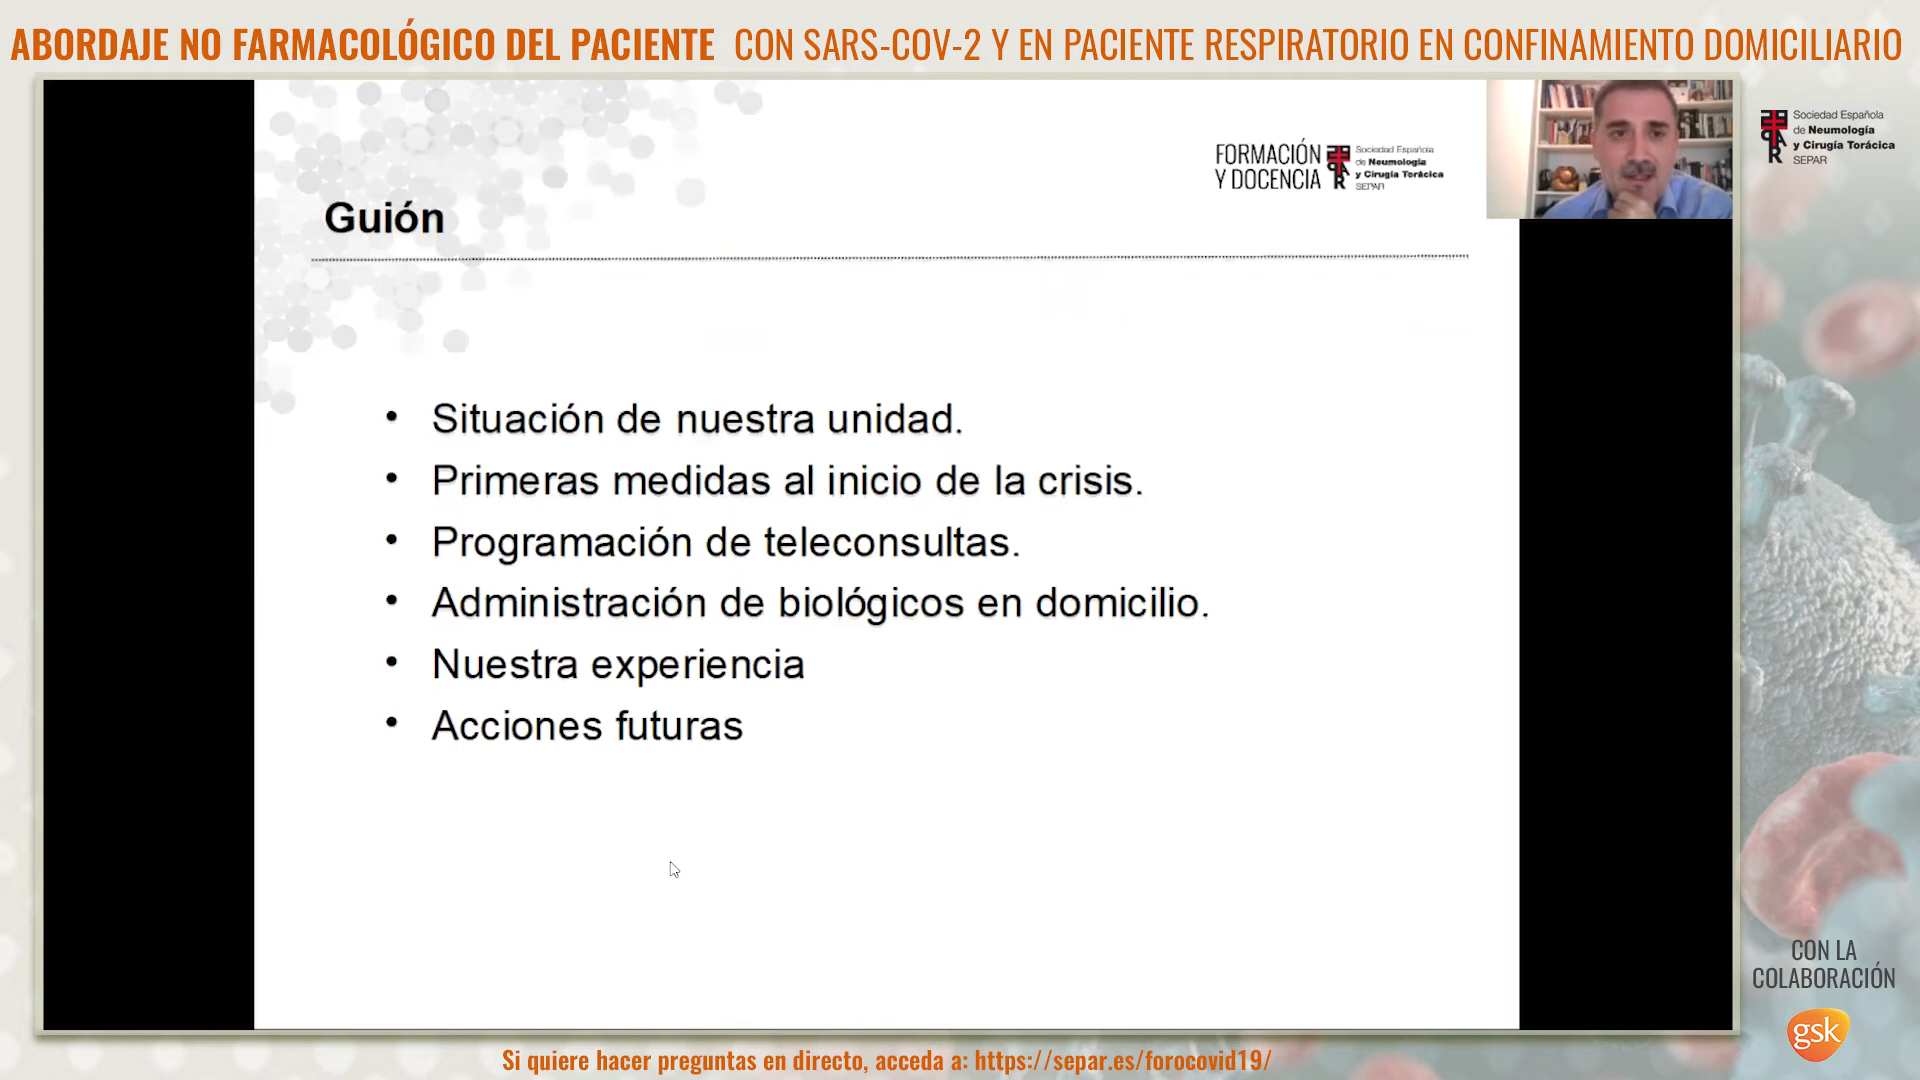 ABORDAJE NO FARMACOLÓGICO DEL PACIENTE CON SARS-COV-2 Y EN PACIENTE RESPIRATORIO EN CONFINAMIENTO DOMICILIARIO
FORMACIÓN
Y DOCENCIA
Sociedad Española
de Neumología
y Cirugía Torácica
SEPAR
Sociedad Española
de Neumología
y Cirugía Torácica
SEPAR
Guión
• Situación de nuestra unidad.
• Primeras medidas al inicio de la crisis.
• Programación de teleconsultas.
• Administración de biológicos en domicilio.
• Nuestra experiencia
• Acciones futuras
CON LA
COLABORACIÓN
gsk
Si quiere hacer preguntas en directo, acceda a: https://separ.es/forocovid19/